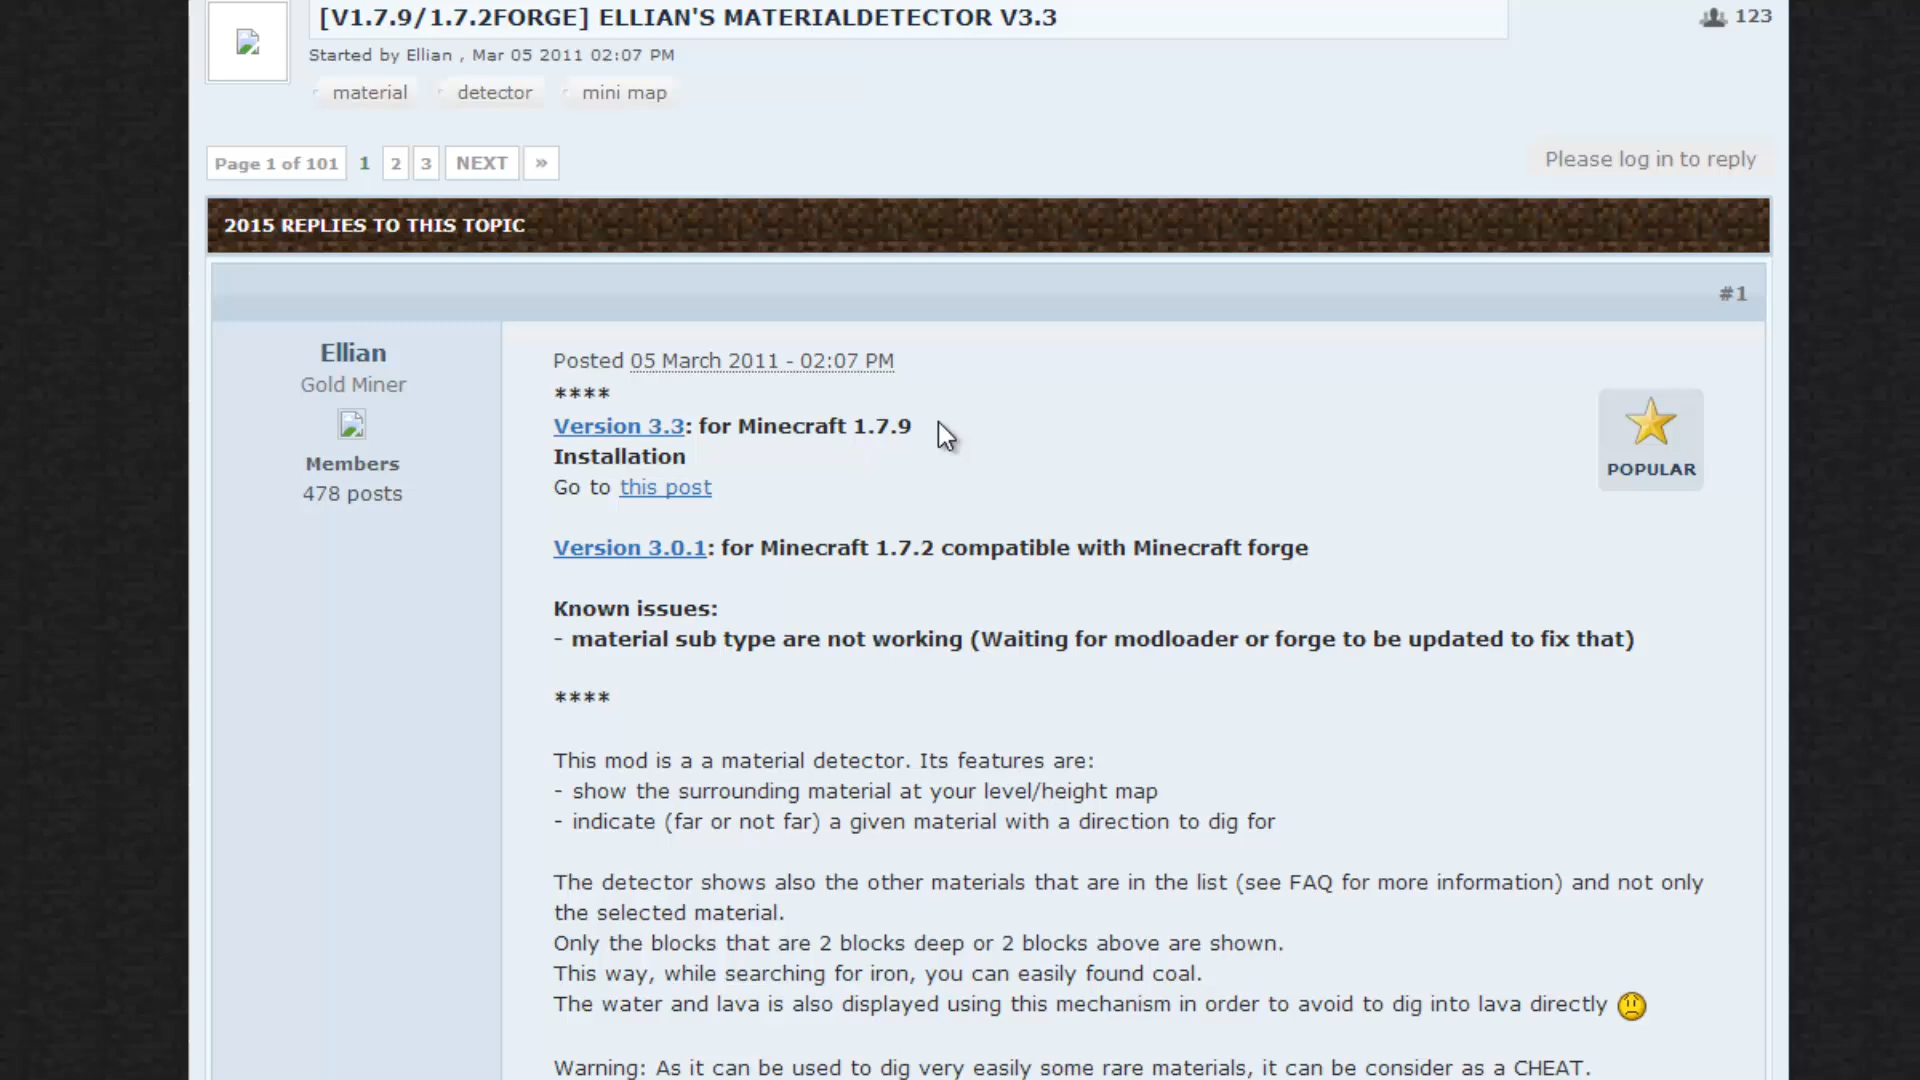 [V1.7.9/1.7.2FORGE] ELLIAN'S MATERIALDETECTOR V3.3
123
Started by Ellian , Mar 05 2011 02:07 PM
material detector mini map
Page 1 of 101 1 2 3 NEXT »
Please log in to reply
2015 REPLIES TO THIS TOPIC
#1
Ellian
Gold Miner
Members
478 posts
Posted 05 March 2011 - 02:07 PM
****
Version 3.3: for Minecraft 1.7.9
Installation
Go to this post
POPULAR
Version 3.0.1: for Minecraft 1.7.2 compatible with Minecraft forge
Known issues:
- material sub type are not working (Waiting for modloader or forge to be updated to fix that)
****
This mod is a a material detector. Its features are:
- show the surrounding material at your level/height map
- indicate (far or not far) a given material with a direction to dig for
The detector shows also the other materials that are in the list (see FAQ for more information) and not only
the selected material.
Only the blocks that are 2 blocks deep or 2 blocks above are shown.
This way, while searching for iron, you can easily found coal.
The water and lava is also displayed using this mechanism in order to avoid to dig into lava directly
Warning: As it can be used to dig very easily some rare materials, it can be consider as a CHEAT.